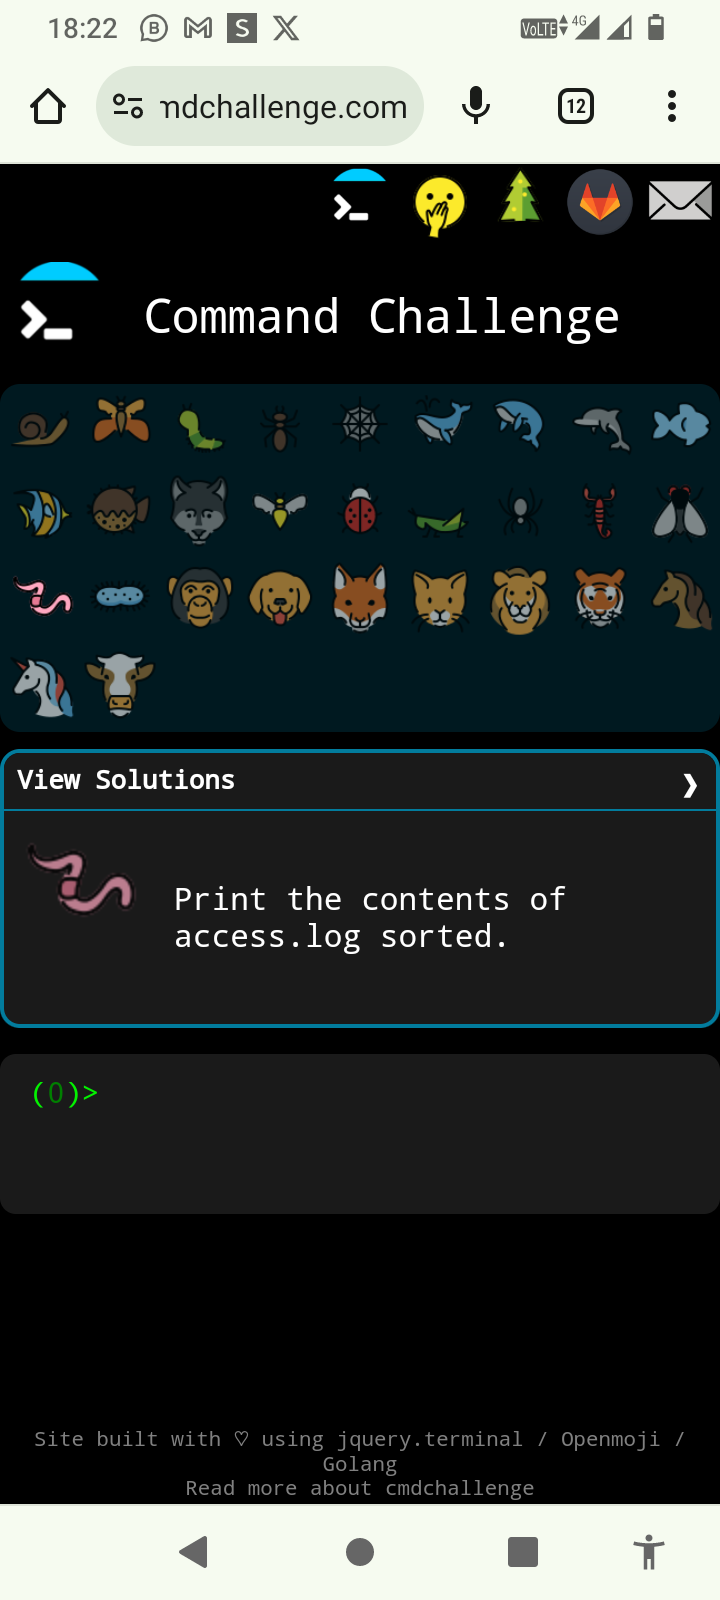 18:22
VoLTE 4G
mdchallenge.com
12
Command Challenge
View Solutions
Print the contents of
access.log sorted.
(0)>
Site built with ♡ using jquery.terminal / Openmoji /
Golang
Read more about cmdchallenge